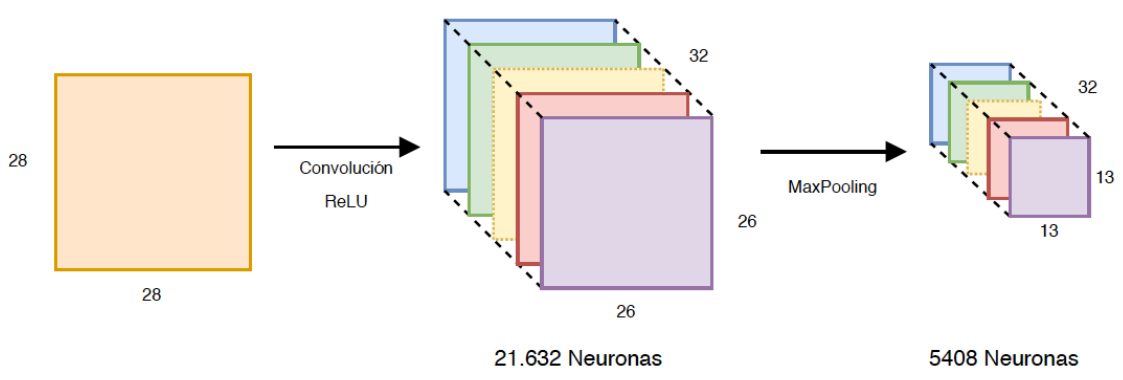 28
28
Convolución
ReLU
32
26
26
21.632 Neuronas
MaxPooling
32
13
13
5408 Neuronas